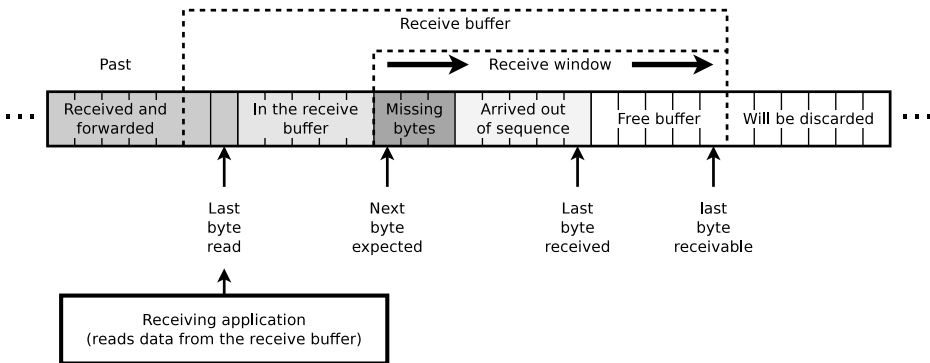 Receive buffer
Past
Receive window
Received and
forwarded
In the receive
buffer
Missing
bytes
Arrived out
of sequence
Free buffer
Will be discarded
Last
byte
read
Next
byte
expected
Last
byte
received
last
byte
receivable
Receiving application
(reads data from the receive buffer)